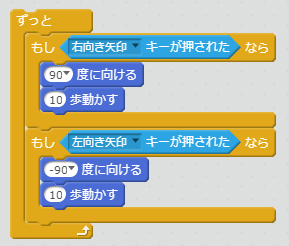 ずっと
もし 右向き矢印 キーが押された なら
90 度に向ける
10 歩動かす
もし 左向き矢印 キーが押された なら
-90 度に向ける
10 歩動かす